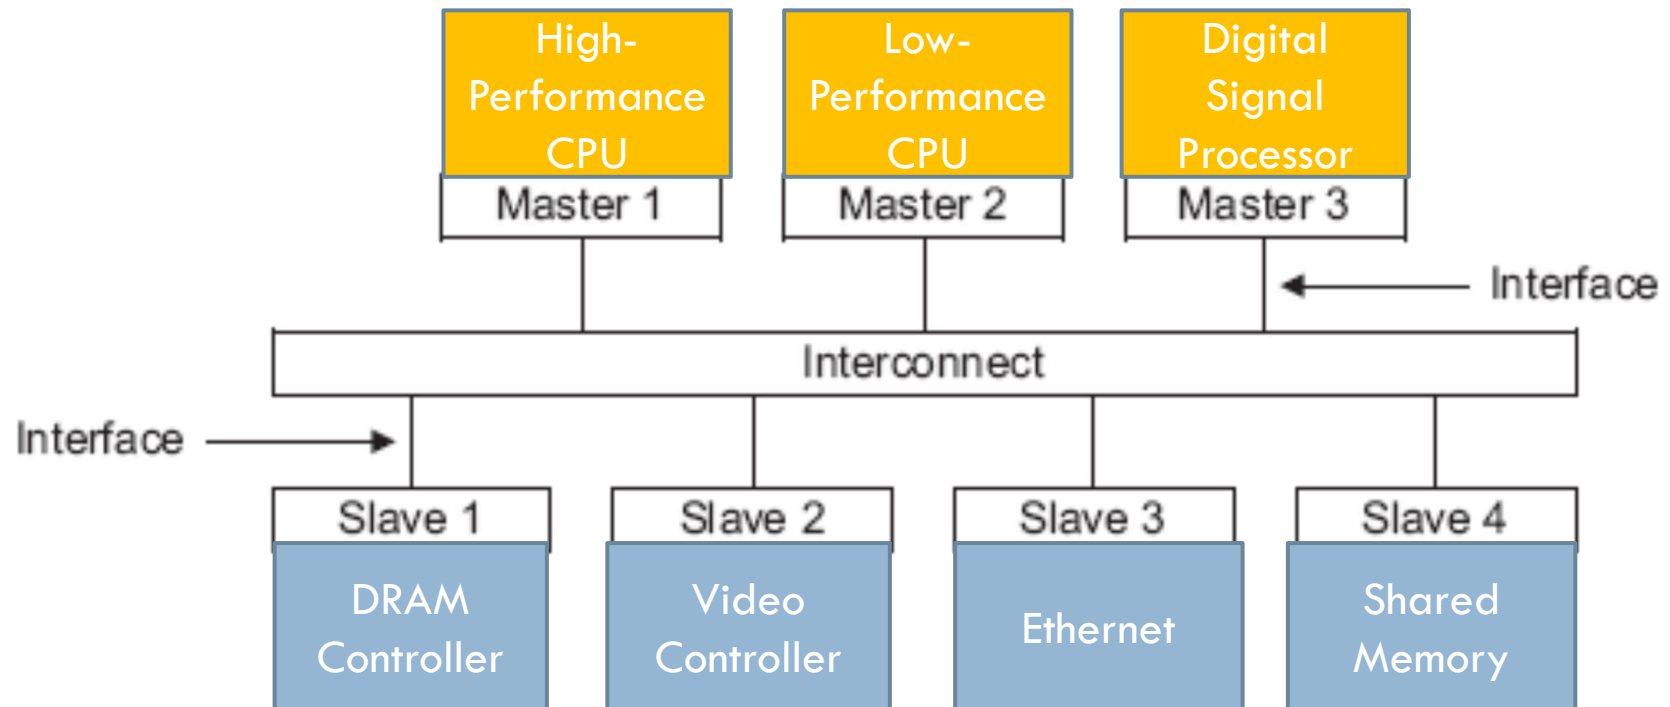 High-
Performance
CPU
Low-
Performance
CPU
Digital
Signal
Processor
Master 1
Master 2
Master 3
Interface
Interconnect
Interface
Slave 1
Slave 2
Slave 3
Slave 4
DRAM
Controller
Video
Controller
Ethernet
Shared
Memory